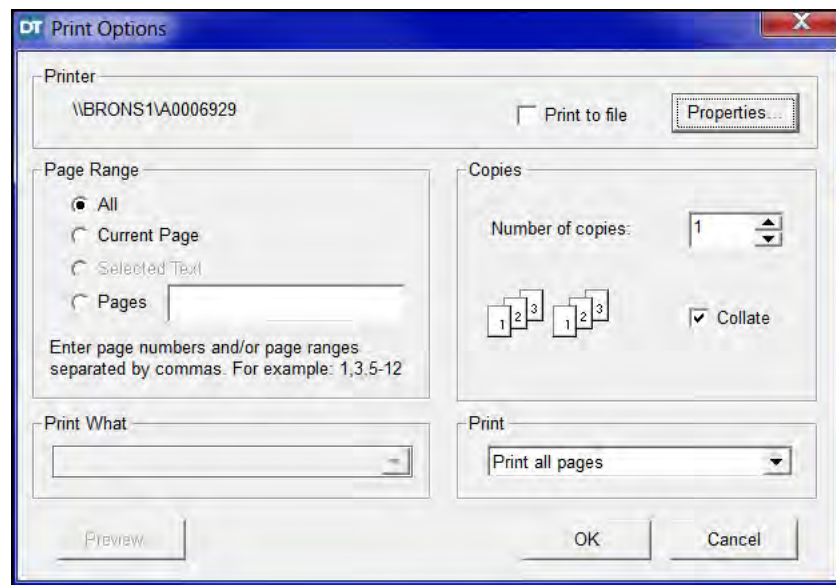 DT Print Options
Printer
\\BRONS1\A0006929
Print to file
Properties...
Page Range
All
Current Page
Selected Text
Pages
Enter page numbers and/or page ranges
separated by commas. For example: 1,3.5-12
Copies
Number of copies:
1
1 2 3 1 2 3
Collate
Print What
Print
Print all pages
Preview
OK
Cancel